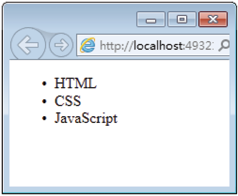 http://localhost:4932
• HTML
• CSS
• JavaScript